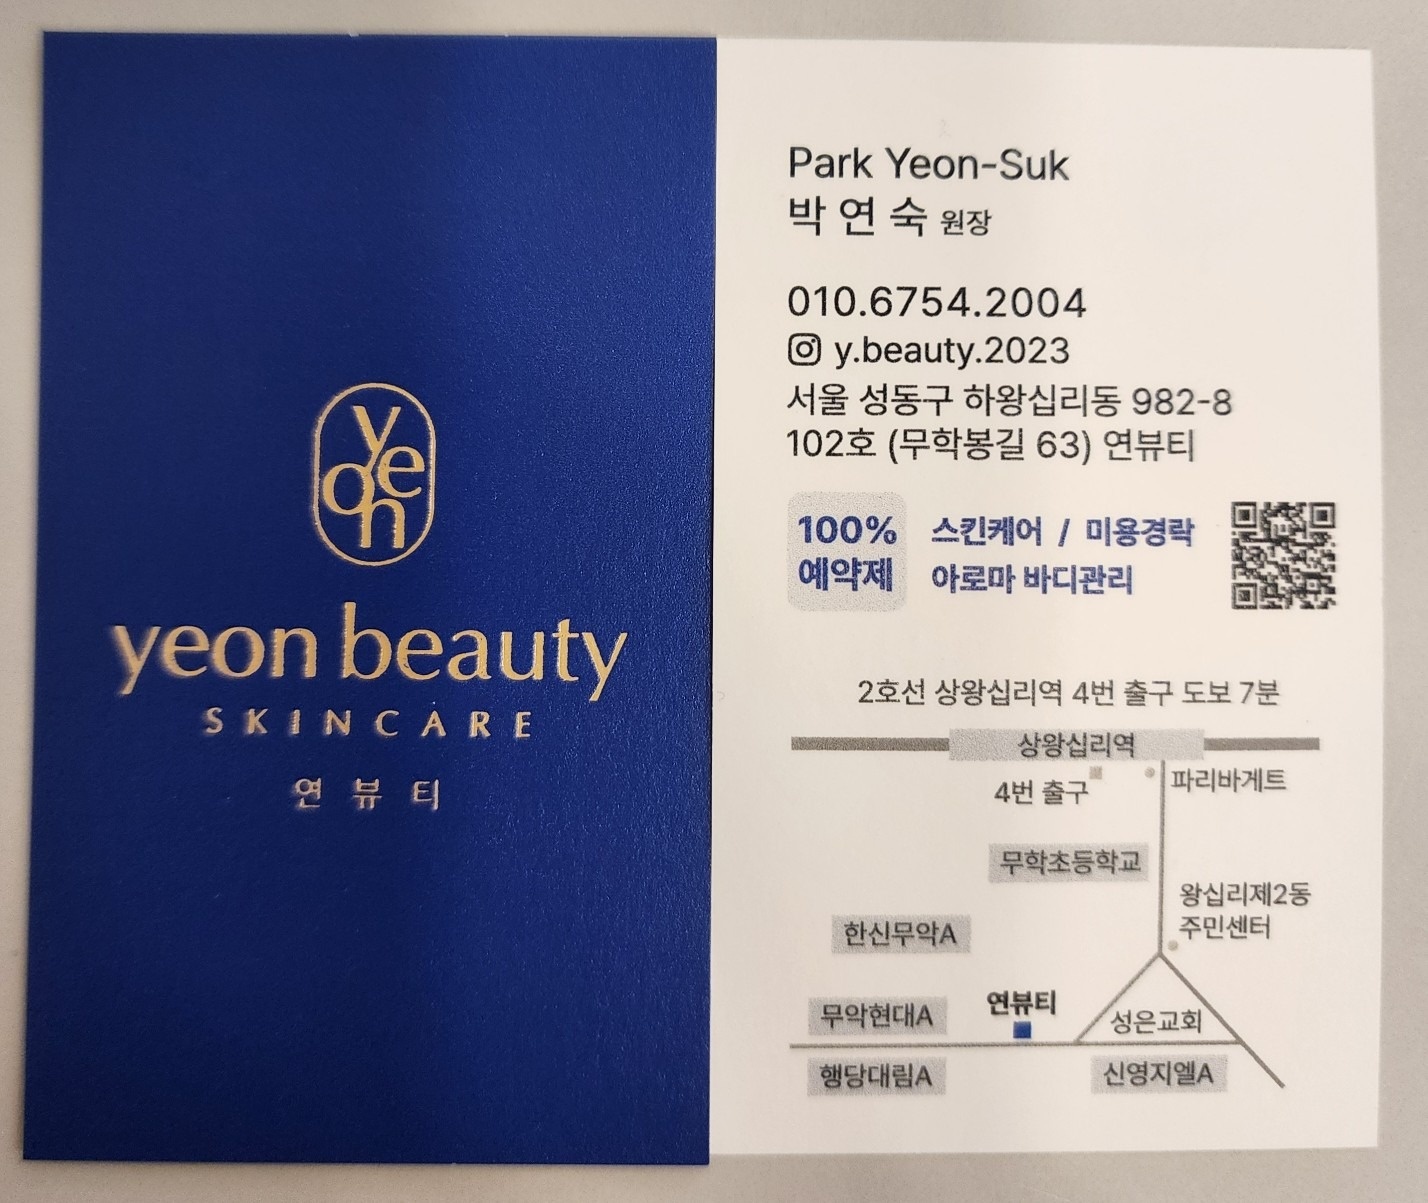 yeon
yeon beauty
SKINCARE
연뷰티
Park Yeon-Suk
박연숙 원장
010.6754.2004
y.beauty.2023
서울 성동구 하왕십리동 982-8
102호 (무학봉길 63) 연뷰티
100%
예약제
스킨케어 / 미용경락
아로마 바디관리
2호선 상왕십리역 4번 출구 도보 7분
상왕십리역
4번 출구
파리바게트
무학초등학교
왕십리제2동
주민센터
한신무악A
무악현대A
연뷰티
성은교회
행당대림A
신영지엘A